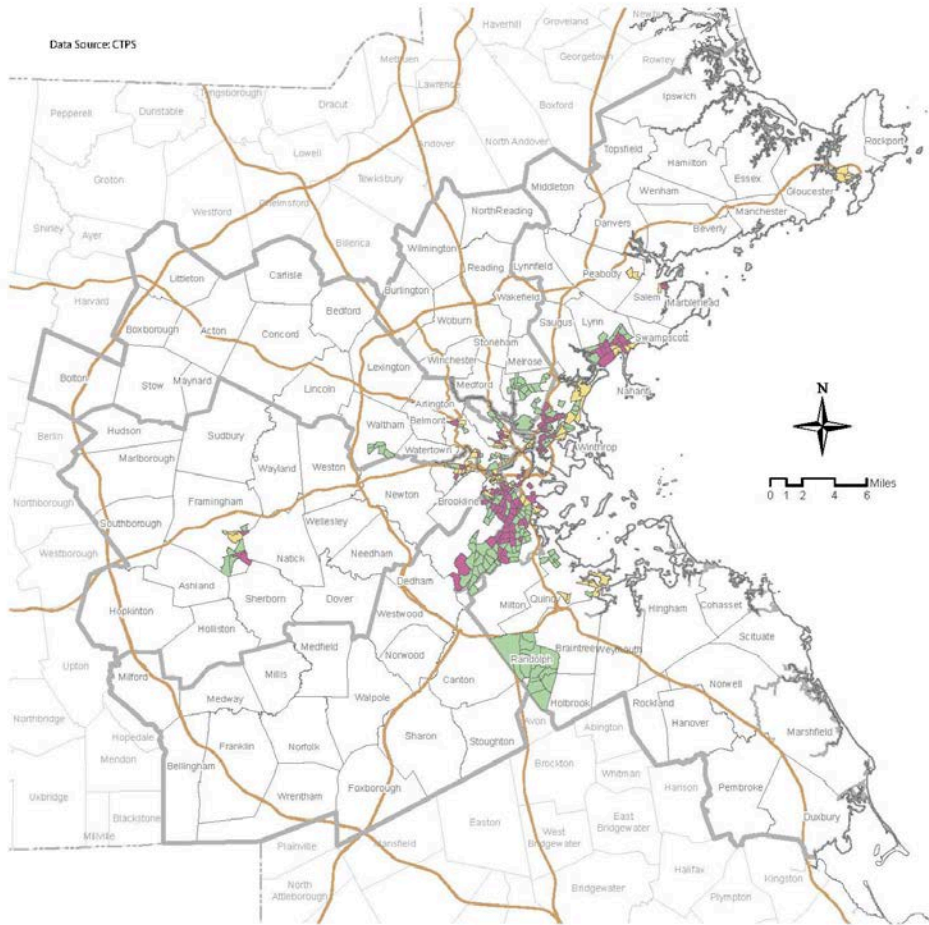 Data Source: CTPS
Haverhill
Groveland
Georgetown
Rowley
Methuen
Lawrence
Boxford
Ipswich
Pepperell
Dunstable
Tyngsborough
Dracut
Andover
North Andover
Topsfield
Hamilton
Rockport
Lowell
Groton
Tewksbury
Middleton
Wenham
Essex
Gloucester
Westford
Chelmsford
North Reading
Danvers
Manchester
Beverly
Shirley
Ayer
Billerica
Wilmington
Reading
Lynnfield
Peabody
Littleton
Carlisle
Burlington
Wakefield
Salem
Marblehead
Harvard
Bedford
Boxborough
Acton
Concord
Woburn
Stoneham
Saugus
Lynn
Swampscott
Lexington
Winchester
Melrose
Bolton
Stow
Maynard
Lincoln
Medford
Nahant
Arlington
Hudson
Waltham
Belmont
Berlin
Sudbury
Watertown
Winthrop
Marlborough
Wayland
Weston
Northborough
Framingham
Newton
Brookline
Southborough
Wellesley
Westborough
Natick
Needham
Ashland
Dedham
Hopkinton
Sherborn
Dover
Milton
Quincy
Hingham
Cohasset
Westwood
Holliston
Medfield
Norwood
Randolph
Braintree
Weymouth
Scituate
Upton
Milford
Millis
Canton
Holbrook
Norwell
Medway
Walpole
Rockland
Northbridge
Hopedale
Avon
Abington
Hanover
Marshfield
Mendon
Franklin
Norfolk
Sharon
Stoughton
Bellingham
Brockton
Whitman
Hanson
Pembroke
Uxbridge
Wrentham
Foxborough
Blackstone
Millville
Easton
West
Bridgewater
East
Bridgewater
Duxbury
Plainville
Mansfield
Halifax
Kingston
North
Attleborough
Bridgewater
Plympton
N
0 1 2 4 6 Miles